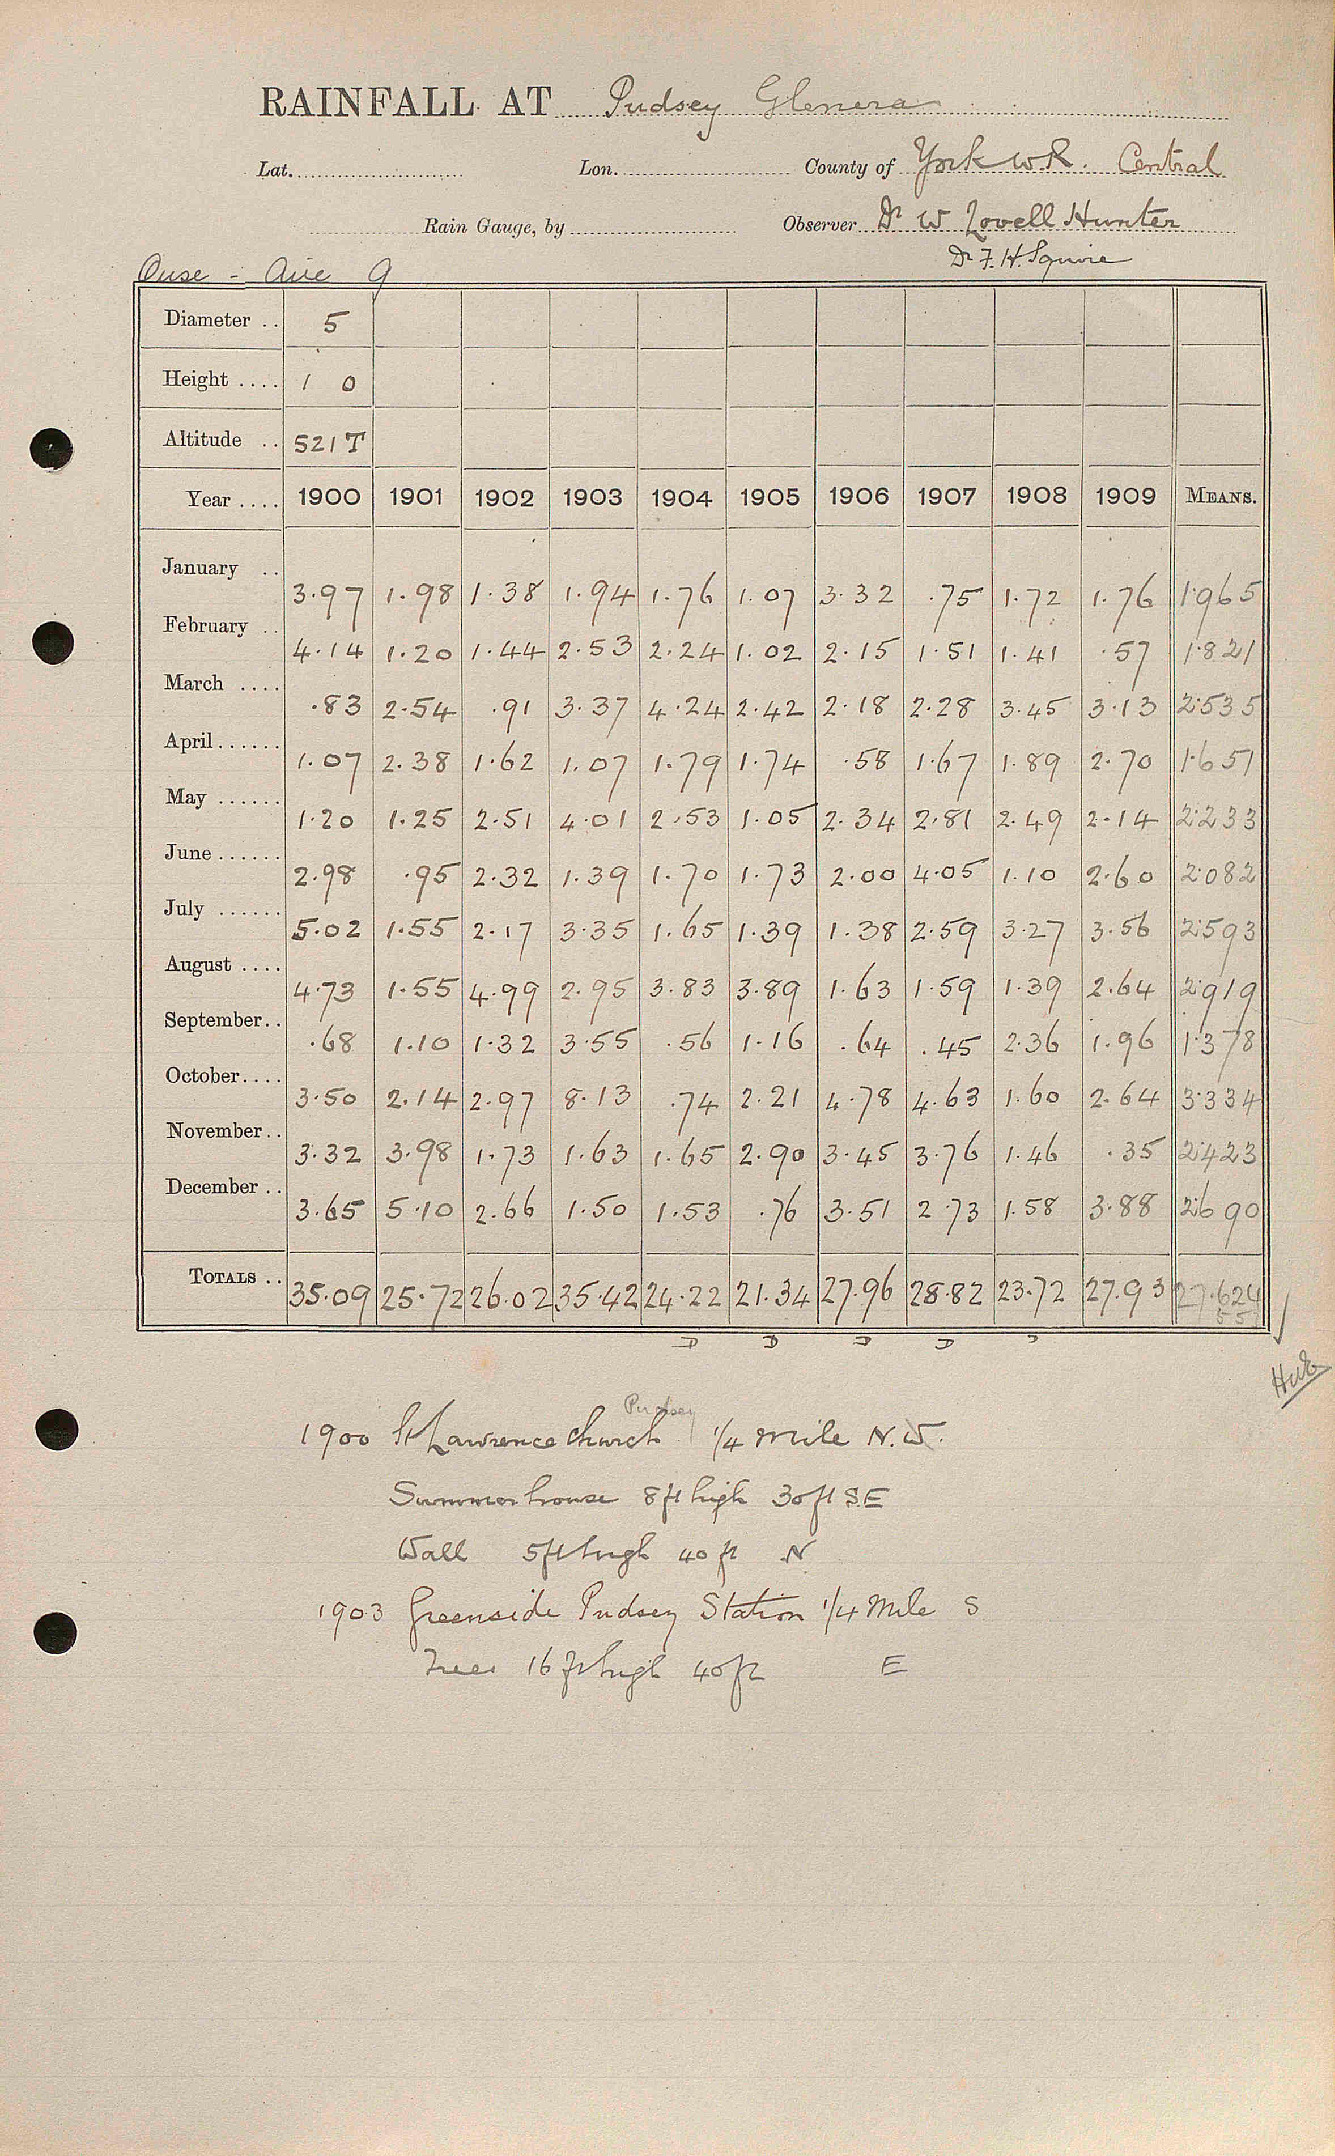 RAINFALL AT Pudsey Glenera
Lat. Lon. County of York W.R. Central
Rain Gauge, by Observer Dr W Lovell Hunter
Dr F. H. Squire
Ouse - Aire 9
Diameter .. 5
Height .... 1 0
Altitude .. 521 T
Year .... 1900 1901 1902 1903 1904 1905 1906 1907 1908 1909 MEANS.
January .. 3.97 1.98 1.38 1.94 1.76 1.07 3.32 .75 1.72 1.76 1.965
February .. 4.14 1.20 1.44 2.53 2.24 1.02 2.15 1.51 1.41 .57 1.821
March .... .83 2.54 .91 3.37 4.24 2.42 2.18 2.28 3.45 3.13 2.535
April...... 1.07 2.38 1.62 1.07 1.79 1.74 .58 1.67 1.89 2.70 1.651
May ...... 1.20 1.25 2.51 4.01 2.53 1.05 2.34 2.81 2.49 2.14 2.233
June...... 2.98 .95 2.32 1.39 1.70 1.73 2.00 4.05 1.10 2.60 2.082
July ...... 5.02 1.55 2.17 3.35 1.65 1.39 1.38 2.59 3.27 3.56 2.593
August .... 4.73 1.55 4.99 2.95 3.83 3.89 1.63 1.59 1.39 2.64 2.919
September.. .68 1.10 1.32 3.55 .56 1.16 .64 .45 2.36 1.96 1.378
October.... 3.50 2.14 2.97 8.13 .74 2.21 4.78 4.63 1.60 2.64 3.334
November.. 3.32 3.98 1.73 1.63 1.65 2.90 3.45 3.76 1.46 .35 2.423
December .. 3.65 5.10 2.66 1.50 1.53 .76 3.51 2.73 1.58 3.88 2.690
TOTALS .. 35.09 25.72 26.02 35.42 24.22 21.34 27.96 28.82 23.72 27.93 27.624
D D D D D
Pudsey
1900 St Lawrence Church 1/4 mile N.W.
Summer house 8 ft high 30 ft S.E
Wall 5 ft high 40 ft N
1903 Greenside Pudsey Station 1/4 mile S
Trees 16 ft high 40 ft E